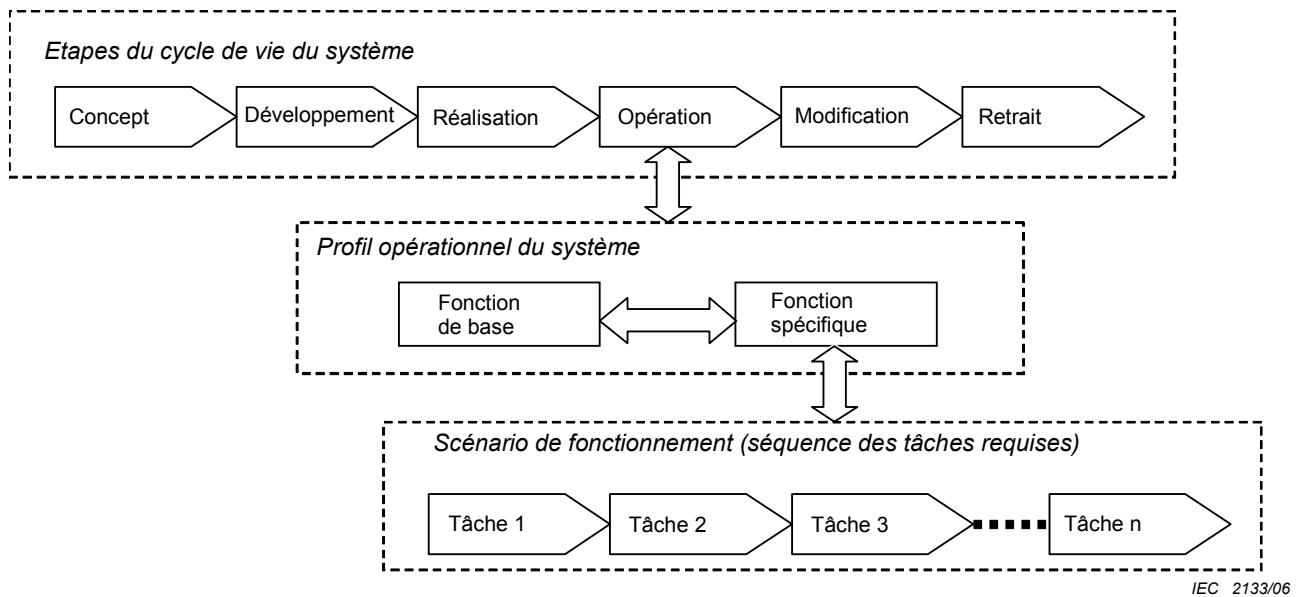 Etapes du cycle de vie du système
Concept
Développement
Réalisation
Opération
Modification
Retrait
Profil opérationnel du système
Fonction
de base
Fonction
spécifique
Scénario de fonctionnement (séquence des tâches requises)
Tâche 1
Tâche 2
Tâche 3
Tâche n
IEC 2133/06